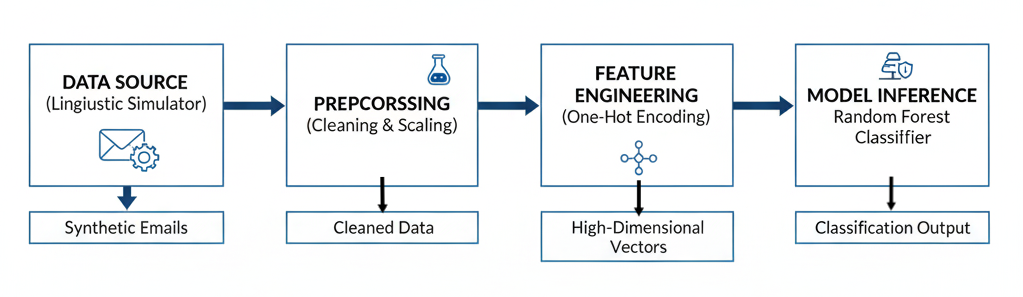 DATA SOURCE
(Lingiustic Simulator)
PREPCORSSING
(Cleaning & Scaling)
FEATURE
ENGINEERING
(One-Hot Encoding)
MODEL INFERENCE
Random Forest
Classiffier
Synthetic Emails
Cleaned Data
High-Dimensional
Vectors
Classification Output